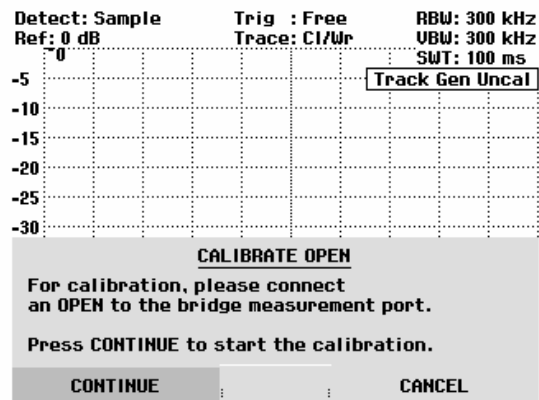 Detect: Sample Trig : Free RBW: 300 kHz
Ref: 0 dB Trace: Cl/Wr VBW: 300 kHz
0 SWT: 100 ms
-5 Track Gen Uncal
-10
-15
-20
-25
-30
CALIBRATE OPEN
For calibration, please connect
an OPEN to the bridge measurement port.
Press CONTINUE to start the calibration.
CONTINUE CANCEL